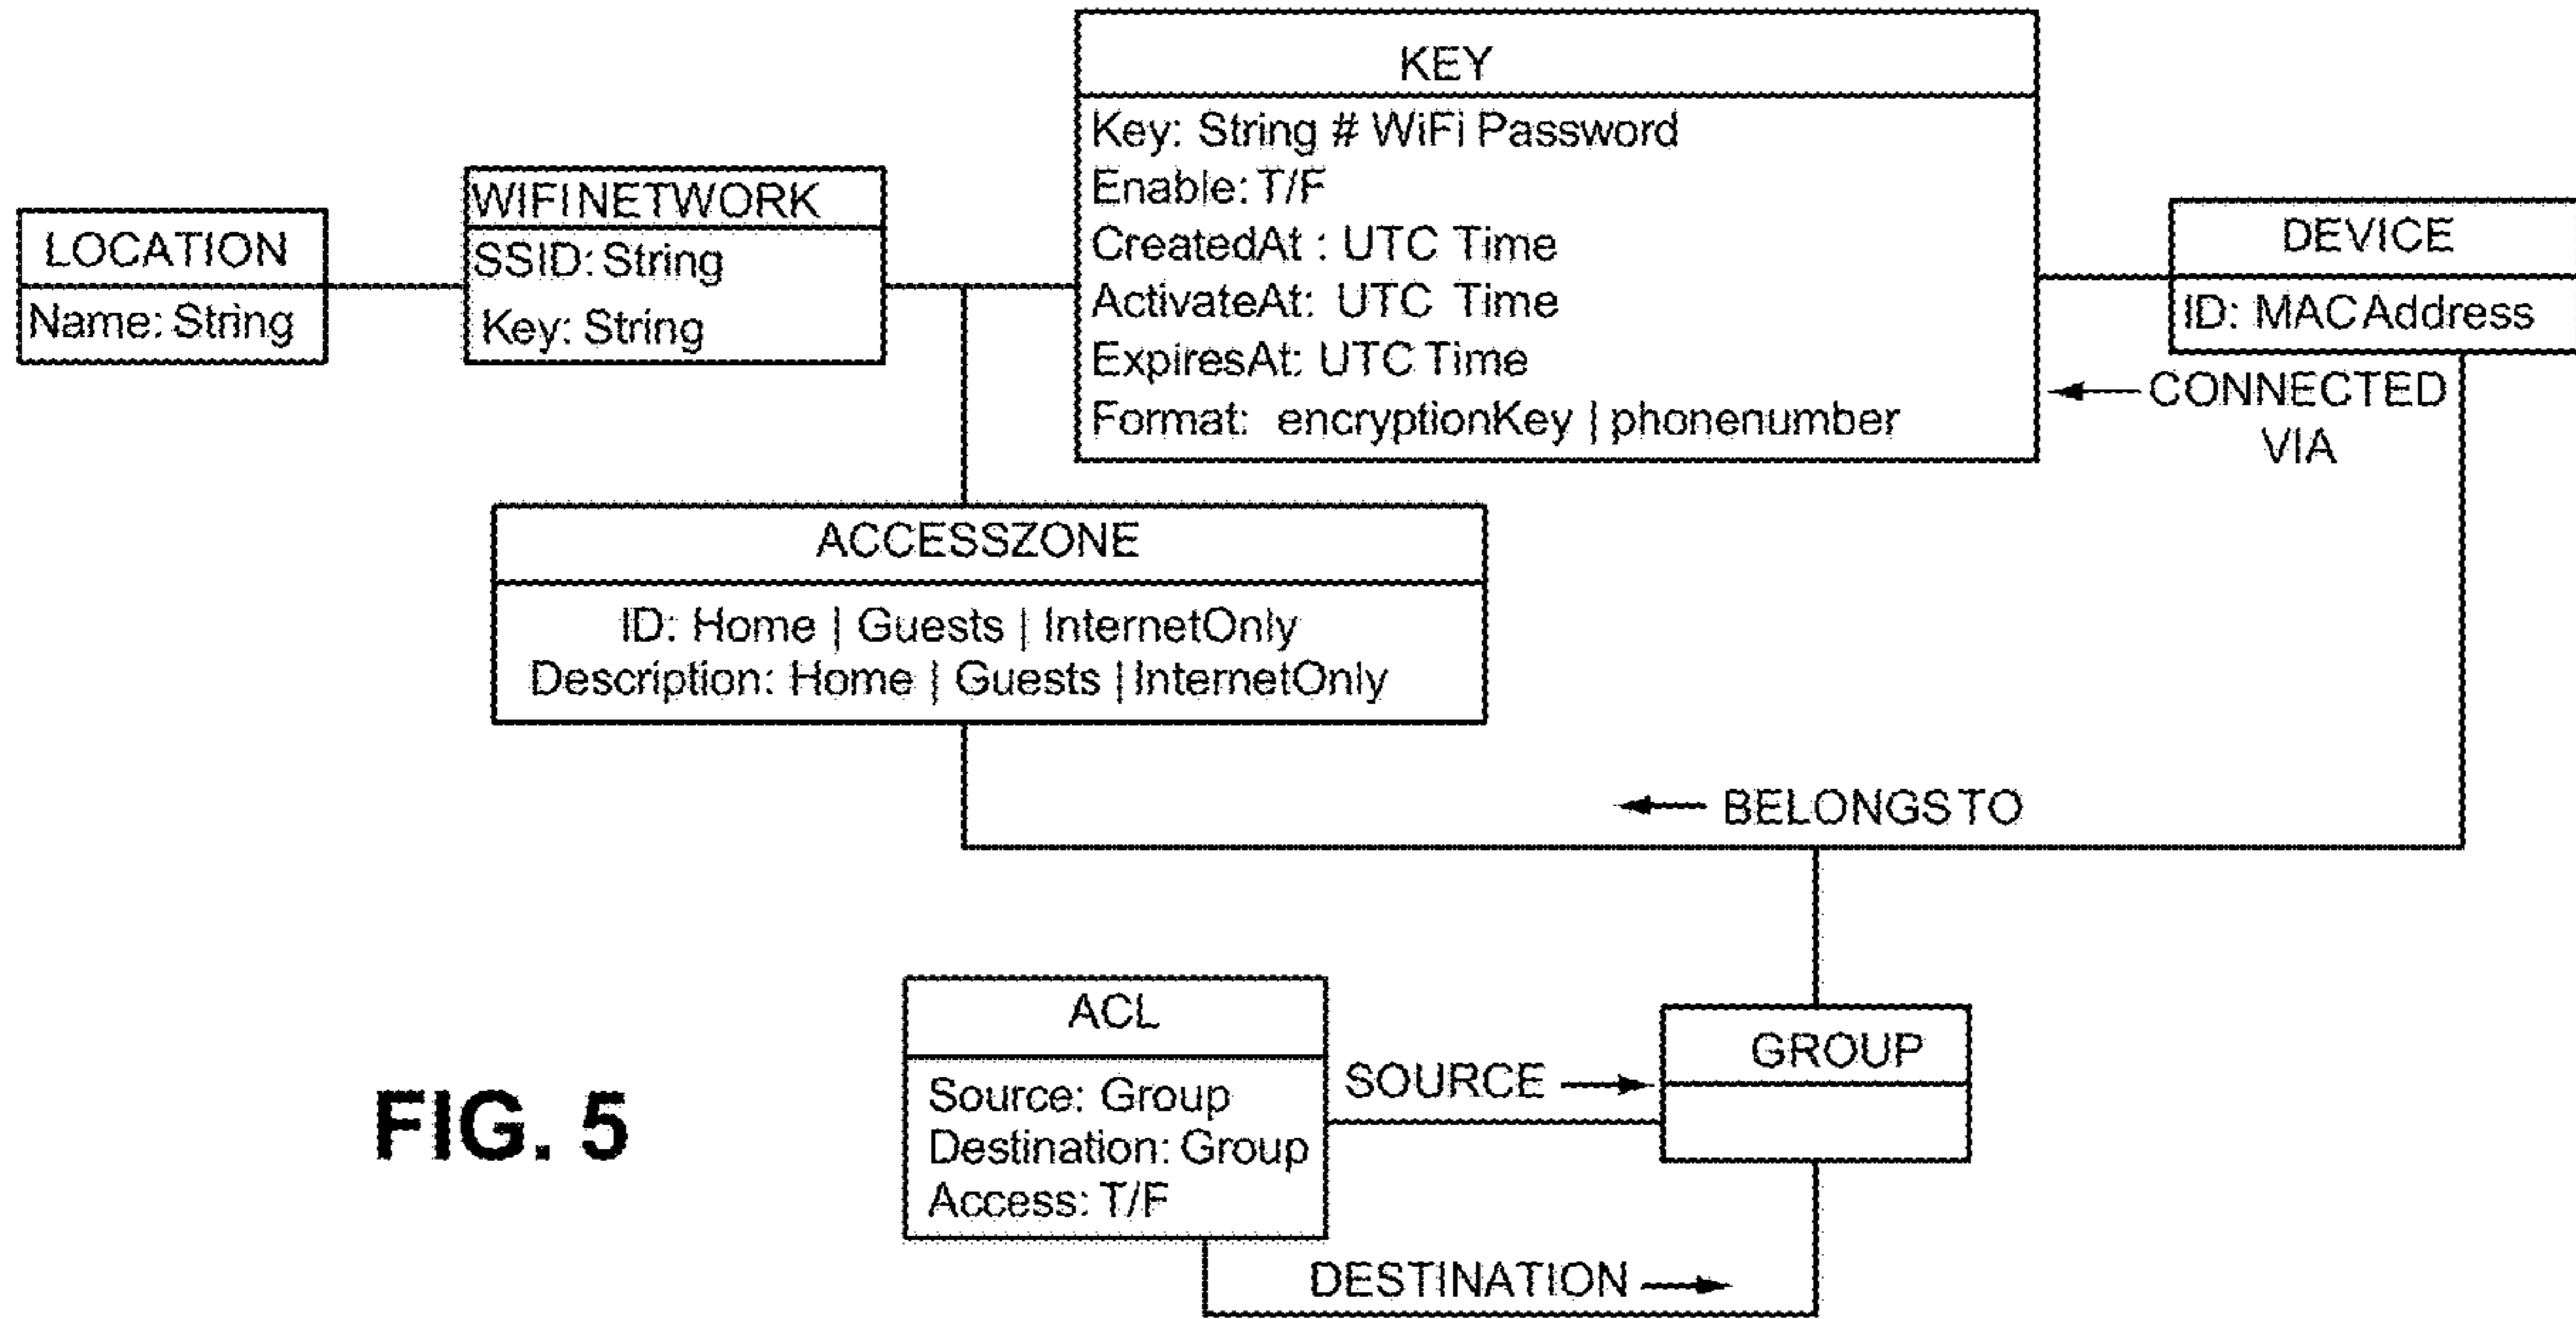 LOCATION
Name: String
WIFINETWORK
SSID: String
Key: String
KEY
Key: String # WiFi Password
Enable: T/F
CreatedAt : UTC Time
ActivateAt: UTC Time
ExpiresAt: UTC Time
Format: encryptionKey | phonenumber
DEVICE
ID: MACAddress
CONNECTED
VIA
ACCESSZONE
ID: Home | Guests | InternetOnly
Description: Home | Guests | InternetOnly
BELONGSTO
ACL
Source: Group
Destination: Group
Access: T/F
SOURCE
GROUP
DESTINATION
FIG. 5